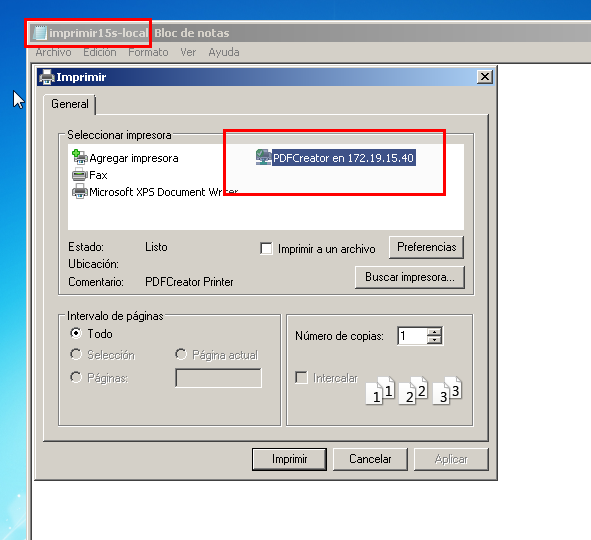 imprimir15s-local Bloc de notas
Archivo Edición Formato Ver Ayuda
Imprimir
General
Seleccionar impresora
Agregar impresora
PDFCreator en 172.19.15.40
Fax
Microsoft XPS Document Writer
Estado: Listo
Imprimir a un archivo
Preferencias
Ubicación:
Comentario: PDFCreator Printer
Buscar impresora...
Intervalo de páginas
Todo
Selección
Página actual
Páginas:
Número de copias: 1
Intercalar
1 1 2 2 3 3
Imprimir
Cancelar
Aplicar